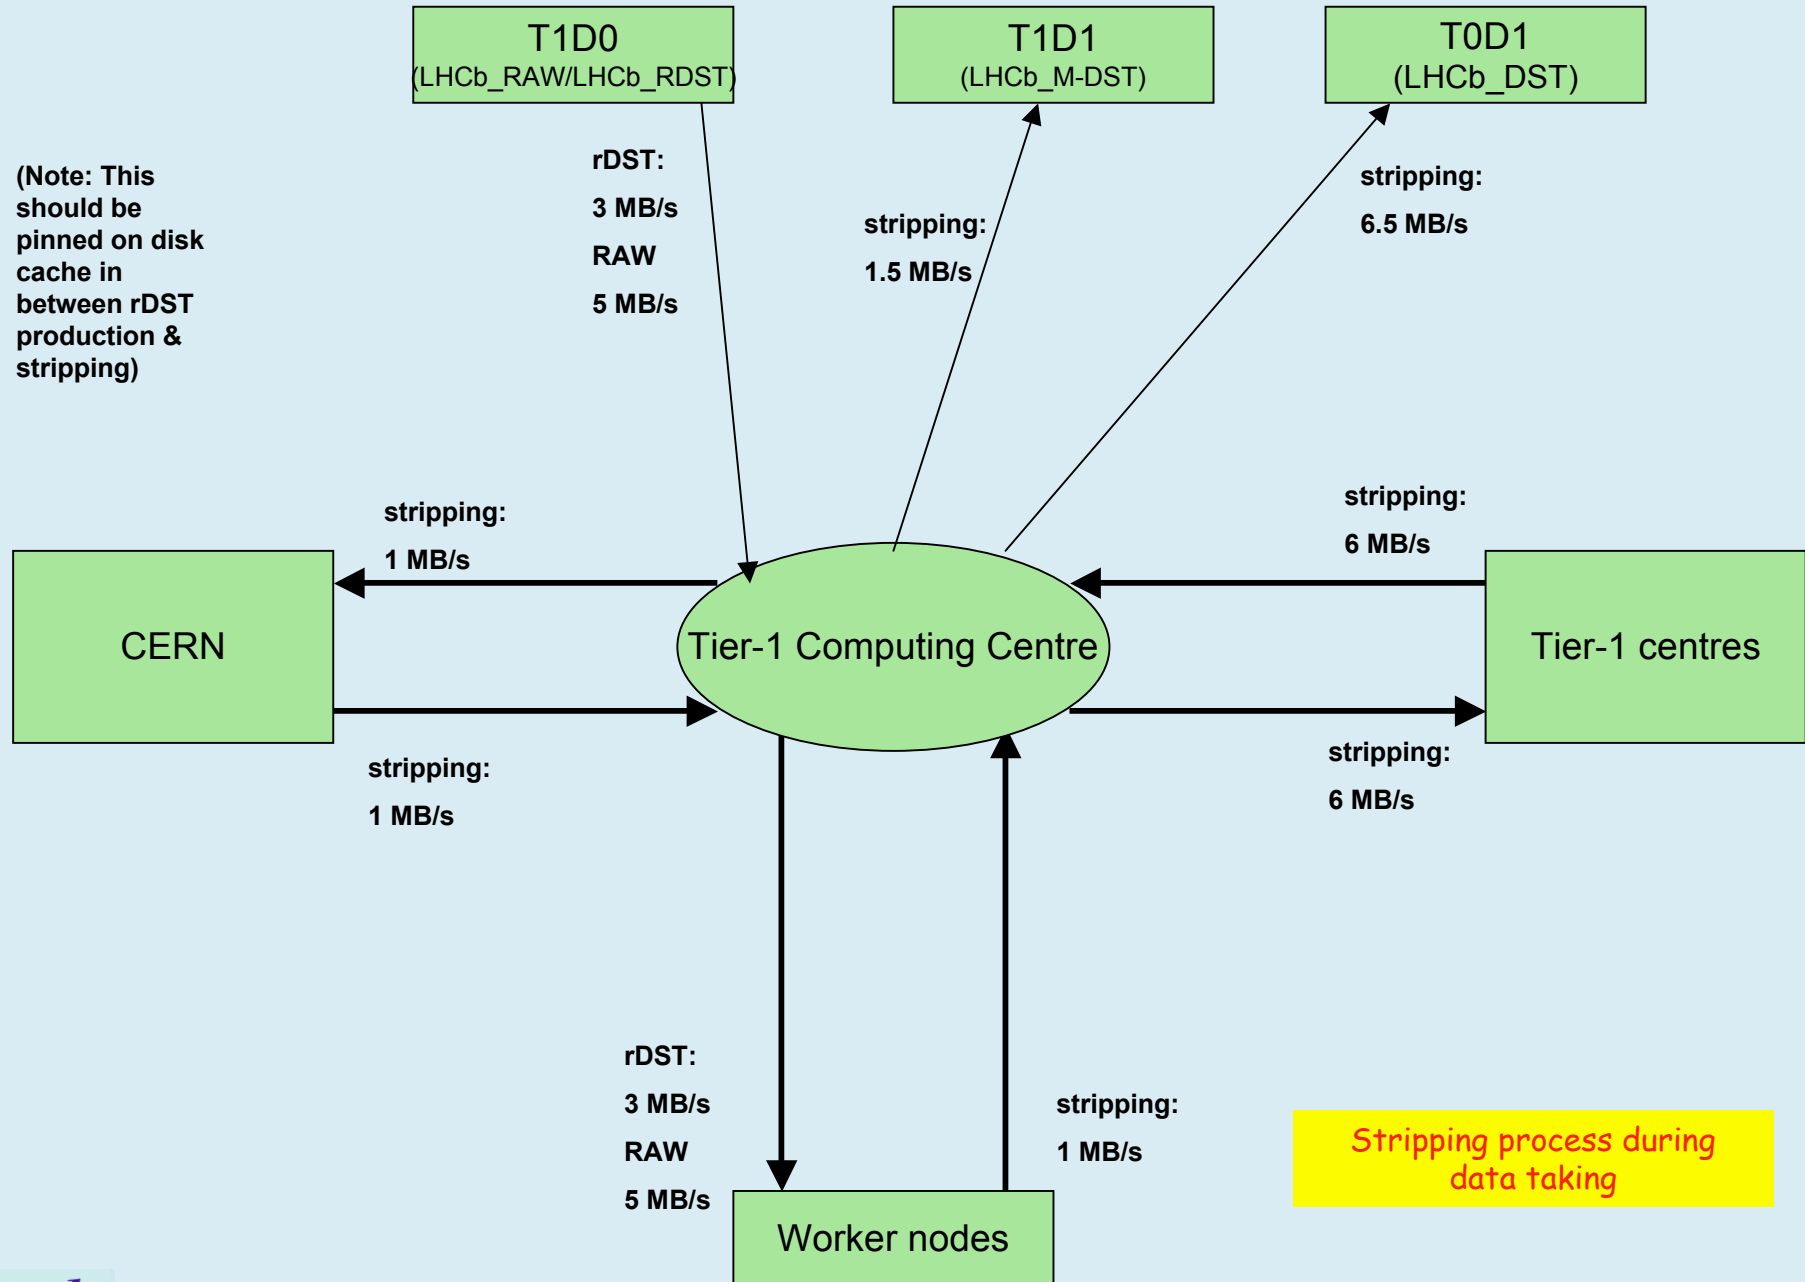 T1D0
(LHCb_RAW/LHCb_RDST)
T1D1
(LHCb_M-DST)
T0D1
(LHCb_DST)
(Note: This
should be
pinned on disk
cache in
between rDST
production &
stripping)
rDST:
3 MB/s
RAW
5 MB/s
stripping:
1.5 MB/s
stripping:
6.5 MB/s
stripping:
1 MB/s
stripping:
6 MB/s
CERN
Tier-1 Computing Centre
Tier-1 centres
stripping:
1 MB/s
stripping:
6 MB/s
rDST:
3 MB/s
RAW
5 MB/s
stripping:
1 MB/s
Stripping process during
data taking
Worker nodes